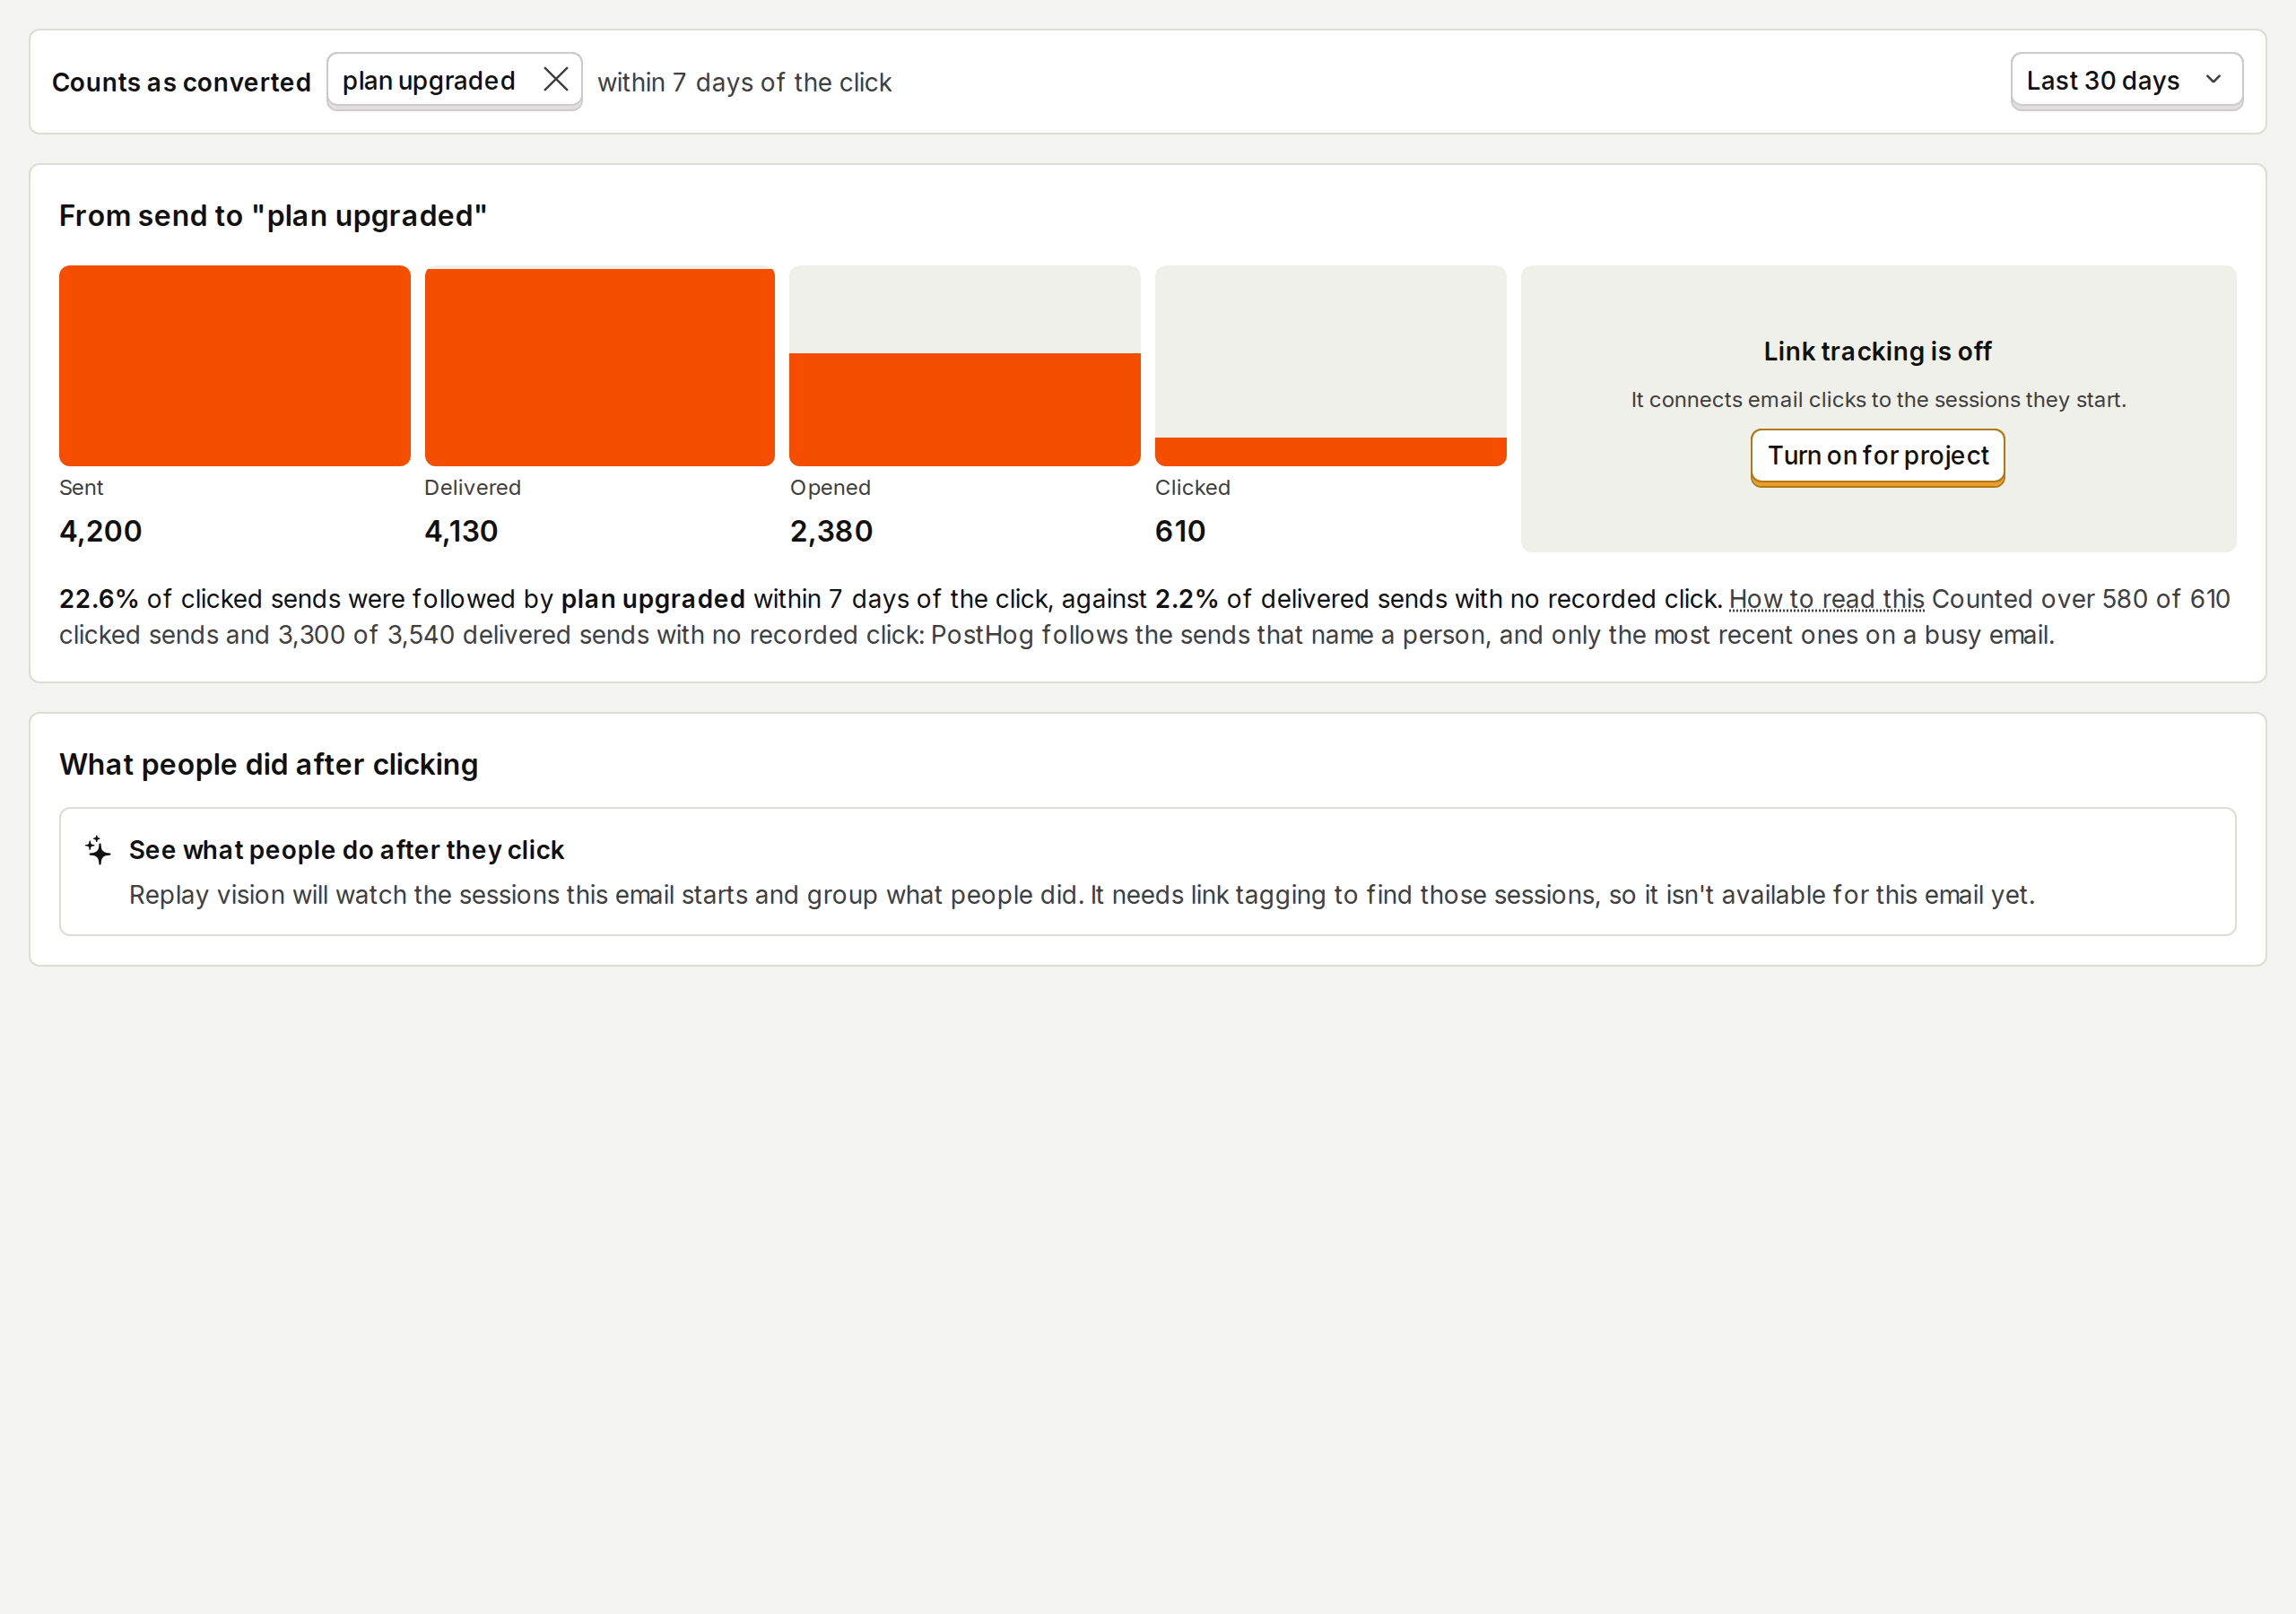 Counts as converted plan upgraded within 7 days of the click Last 30 days
From send to "plan upgraded"
Link tracking is off
It connects email clicks to the sessions they start.
Turn on for project
Sent Delivered Opened Clicked
4,200 4,130 2,380 610
22.6% of clicked sends were followed by plan upgraded within 7 days of the click, against 2.2% of delivered sends with no recorded click. How to read this Counted over 580 of 610
clicked sends and 3,300 of 3,540 delivered sends with no recorded click: PostHog follows the sends that name a person, and only the most recent ones on a busy email.
What people did after clicking
See what people do after they click
Replay vision will watch the sessions this email starts and group what people did. It needs link tagging to find those sessions, so it isn't available for this email yet.